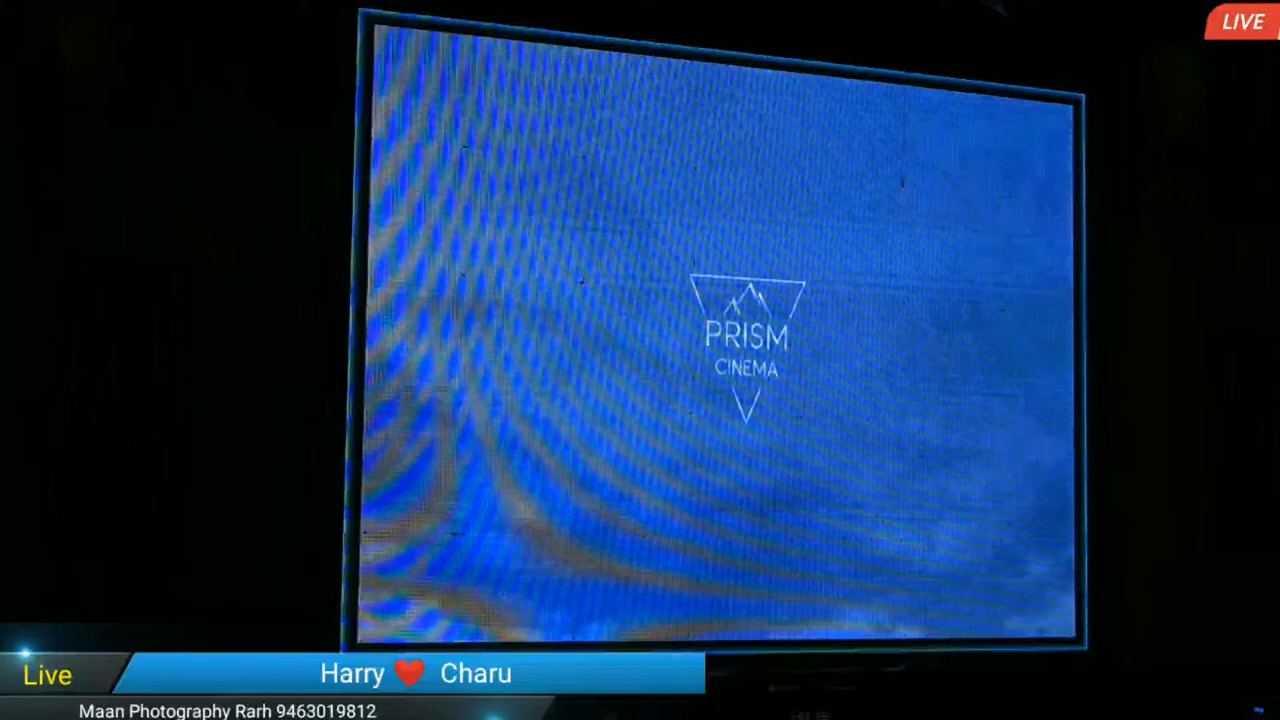 LIVE
PRISM
CINEMA
Live
Harry ❤️ Charu
Maan Photography Rarh 9463019812